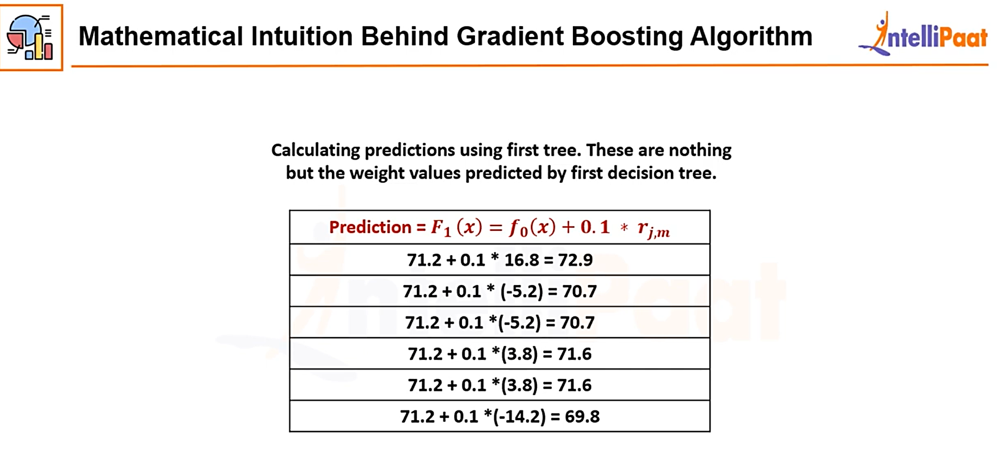 Mathematical Intuition Behind Gradient Boosting Algorithm
IntelliPaat
Calculating predictions using first tree. These are nothing
but the weight values predicted by first decision tree.
Prediction = F₁ (x) = f₀(x) + 0.1 * rⱼ,ₘ
71.2 + 0.1 * 16.8 = 72.9
71.2 + 0.1 * (-5.2) = 70.7
71.2 + 0.1 *(-5.2) = 70.7
71.2 + 0.1 *(3.8) = 71.6
71.2 + 0.1 *(3.8) = 71.6
71.2 + 0.1 *(-14.2) = 69.8